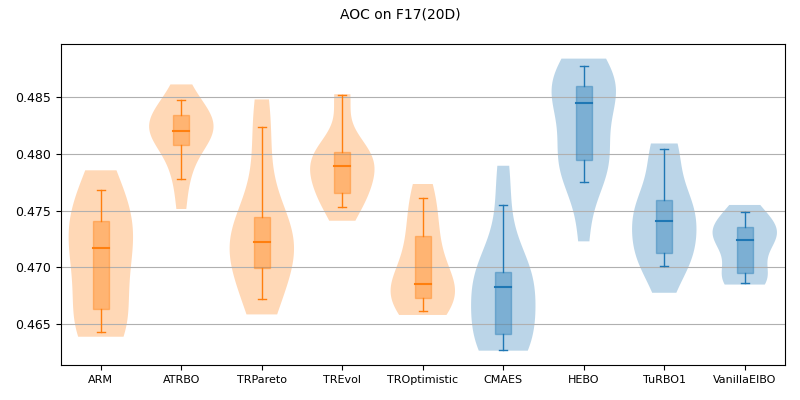 AOC on F17(20D)
0.485
0.480
0.475
0.470
0.465
ARM ATRBO TRPareto TREvol TROptimistic CMAES HEBO TuRBO1 VanillaEIBO